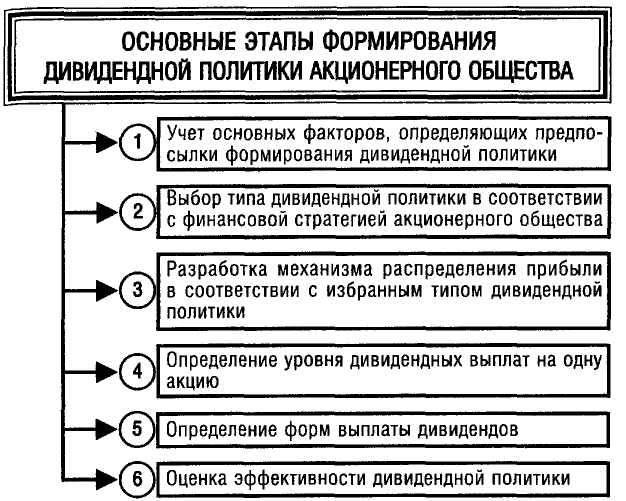 ОСНОВНЫЕ ЭТАПЫ ФОРМИРОВАНИЯ
ДИВИДЕНДНОЙ ПОЛИТИКИ АКЦИОНЕРНОГО ОБЩЕСТВА
1 Учет основных факторов, определяющих предпо-
сылки формирования дивидендной политики
2 Выбор типа дивидендной политики в соответствии
с финансовой стратегией акционерного общества
3 Разработка механизма распределения прибыли
в соответствии с избранным типом дивидендной
политики
4 Определение уровня дивидендных выплат на одну
акцию
5 Определение форм выплаты дивидендов
6 Оценка эффективности дивидендной политики